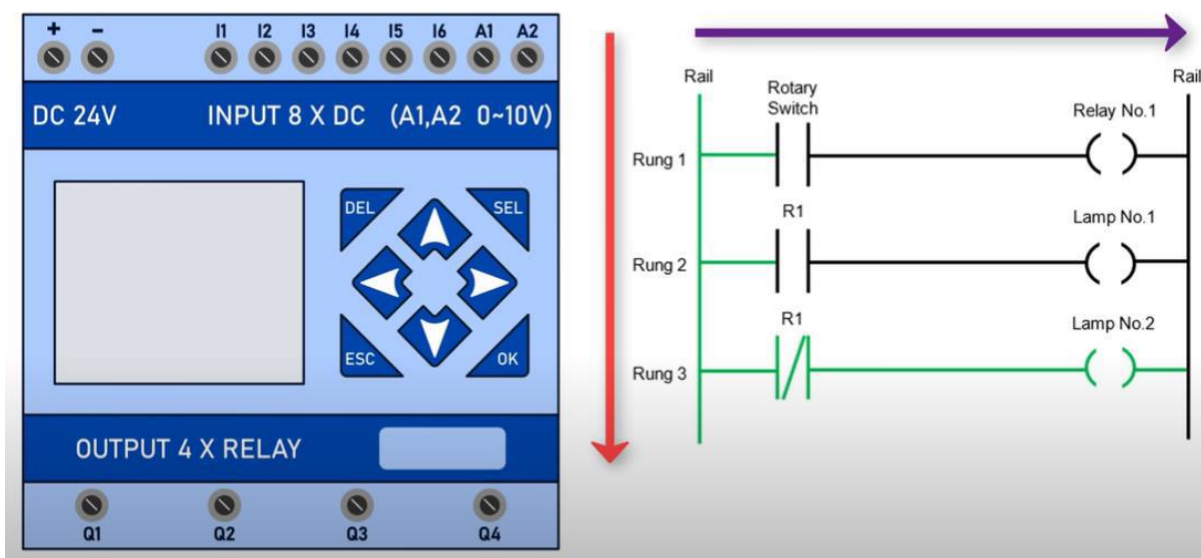 + - I1 I2 I3 I4 I5 I6 A1 A2
DC 24V INPUT 8 X DC (A1,A2 0~10V)
DEL SEL
ESC OK
OUTPUT 4 X RELAY
Q1 Q2 Q3 Q4
Rail Rail
Rotary
Switch
Relay No.1
Rung 1
R1
Lamp No.1
Rung 2
R1
Lamp No.2
Rung 3